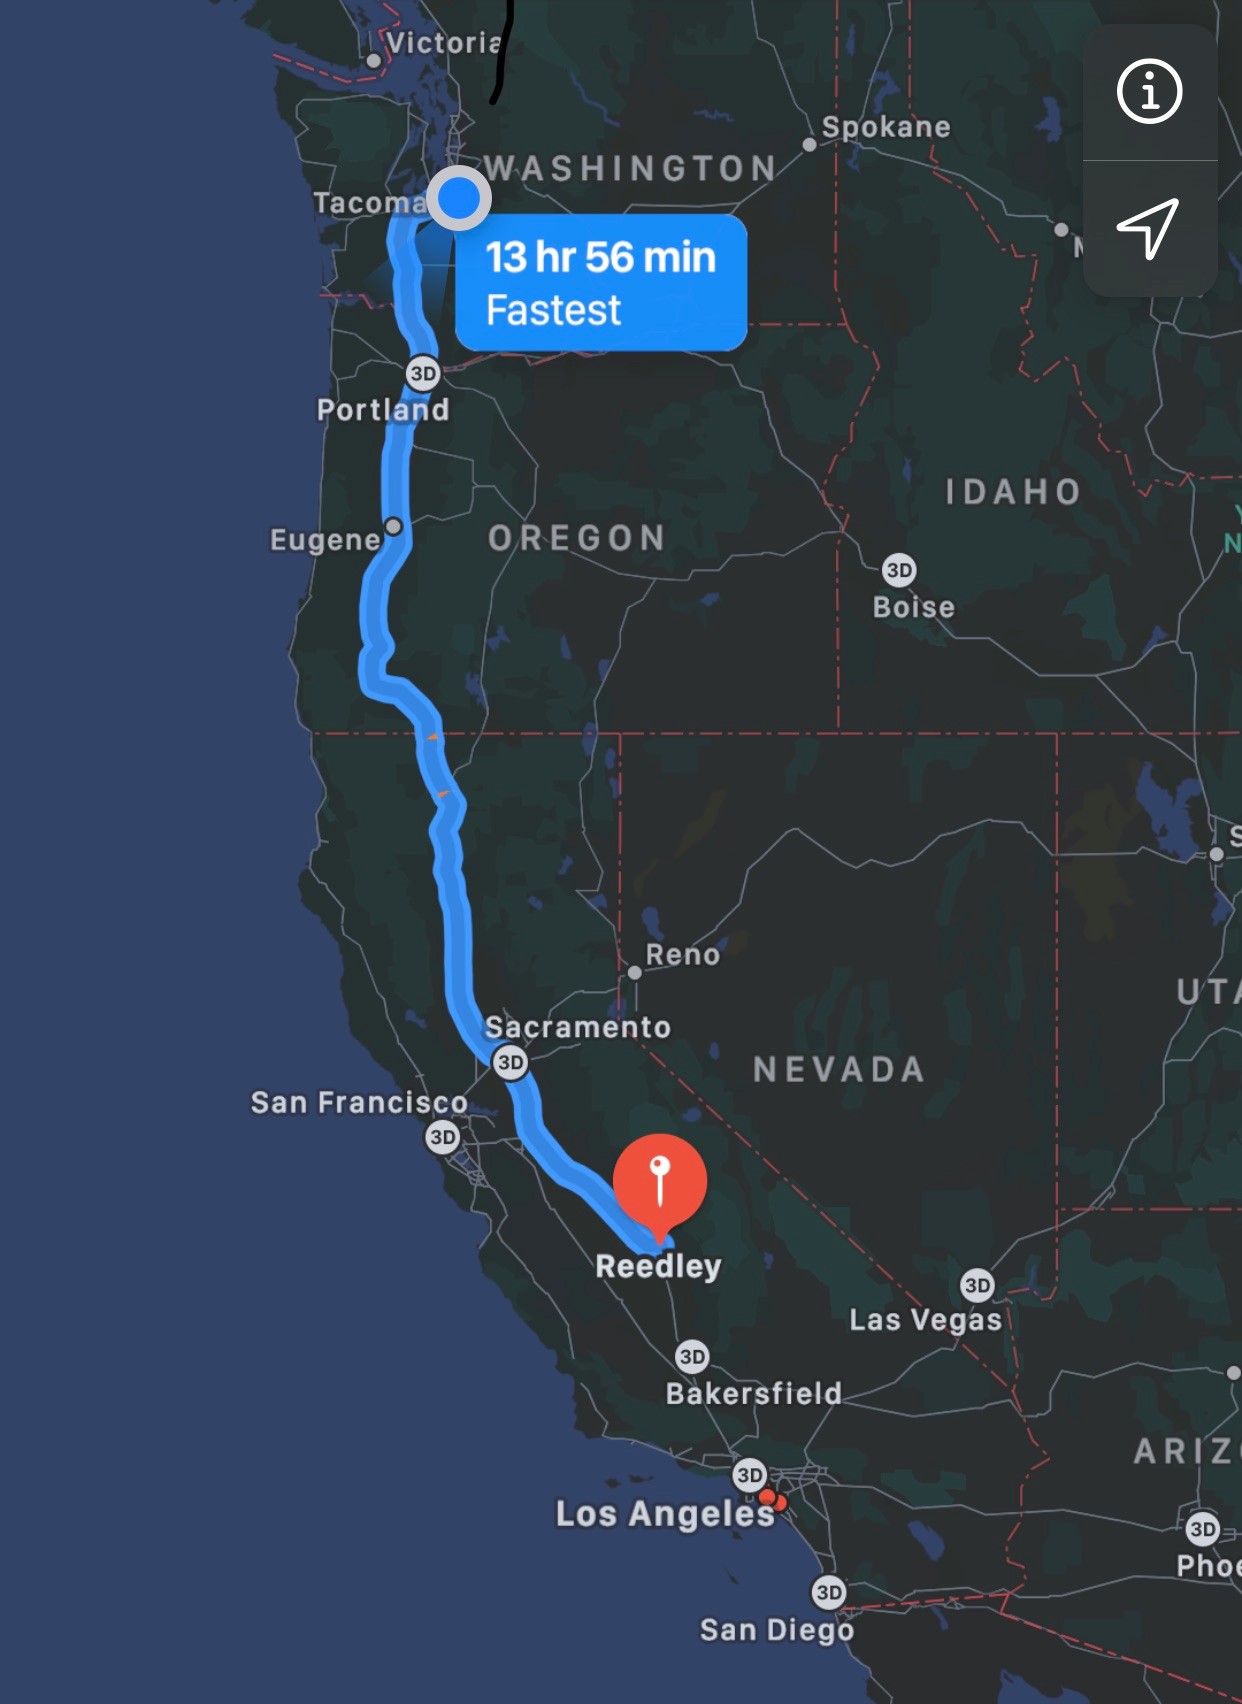 Victoria
Spokane
WASHINGTON
Tacoma
13 hr 56 min
Fastest
3D
Portland
IDAHO
Eugene
OREGON
3D
Boise
Reno
UTA
Sacramento
3D
NEVADA
San Francisco
3D
Reedley
3D
Las Vegas
3D
Bakersfield
ARIZ
3D
Los Angeles
3D
Phoe
3D
San Diego